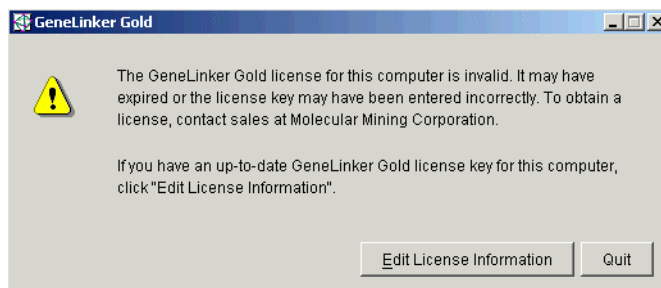 GeneLinker Gold
The GeneLinker Gold license for this computer is invalid. It may have
expired or the license key may have been entered incorrectly. To obtain a
license, contact sales at Molecular Mining Corporation.
If you have an up-to-date GeneLinker Gold license key for this computer,
click "Edit License Information".
Edit License Information Quit